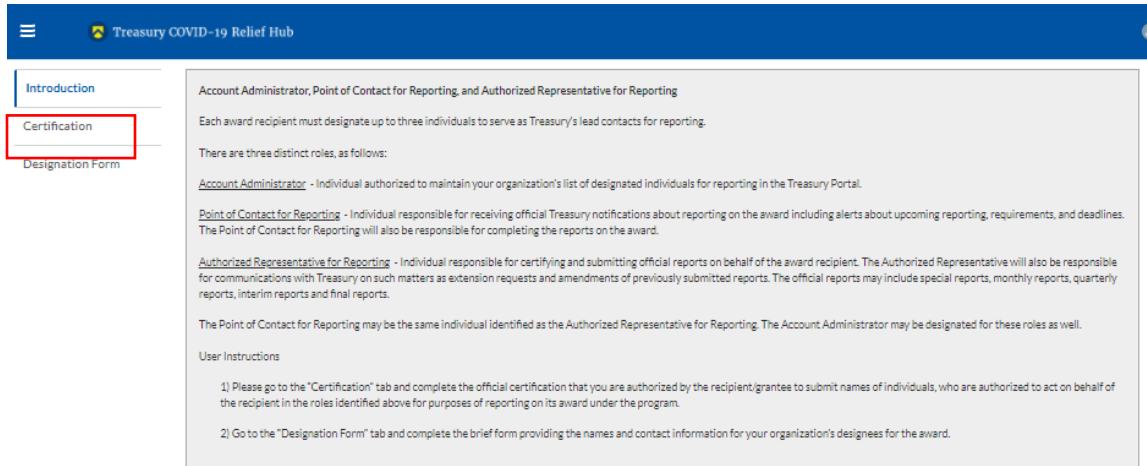 Treasury COVID-19 Relief Hub
Introduction
Certification
Designation Form
Account Administrator, Point of Contact for Reporting, and Authorized Representative for Reporting
Each award recipient must designate up to three individuals to serve as Treasury's lead contacts for reporting.
There are three distinct roles, as follows:
Account Administrator - Individual authorized to maintain your organization's list of designated individuals for reporting in the Treasury Portal.
Point of Contact for Reporting - Individual responsible for receiving official Treasury notifications about reporting on the award including alerts about upcoming reporting, requirements, and deadlines.
The Point of Contact for Reporting will also be responsible for completing the reports on the award.
Authorized Representative for Reporting - Individual responsible for certifying and submitting official reports on behalf of the award recipient. The Authorized Representative will also be responsible
for communications with Treasury on such matters as extension requests and amendments of previously submitted reports. The official reports may include special reports, monthly reports, quarterly
reports, interim reports and final reports.
The Point of Contact for Reporting may be the same individual identified as the Authorized Representative for Reporting. The Account Administrator may be designated for these roles as well.
User Instructions
1) Please go to the "Certification" tab and complete the official certification that you are authorized by the recipient/grantee to submit names of individuals, who are authorized to act on behalf of
the recipient in the roles identified above for purposes of reporting on its award under the program.
2) Go to the "Designation Form" tab and complete the brief form providing the names and contact information for your organization's designees for the award.